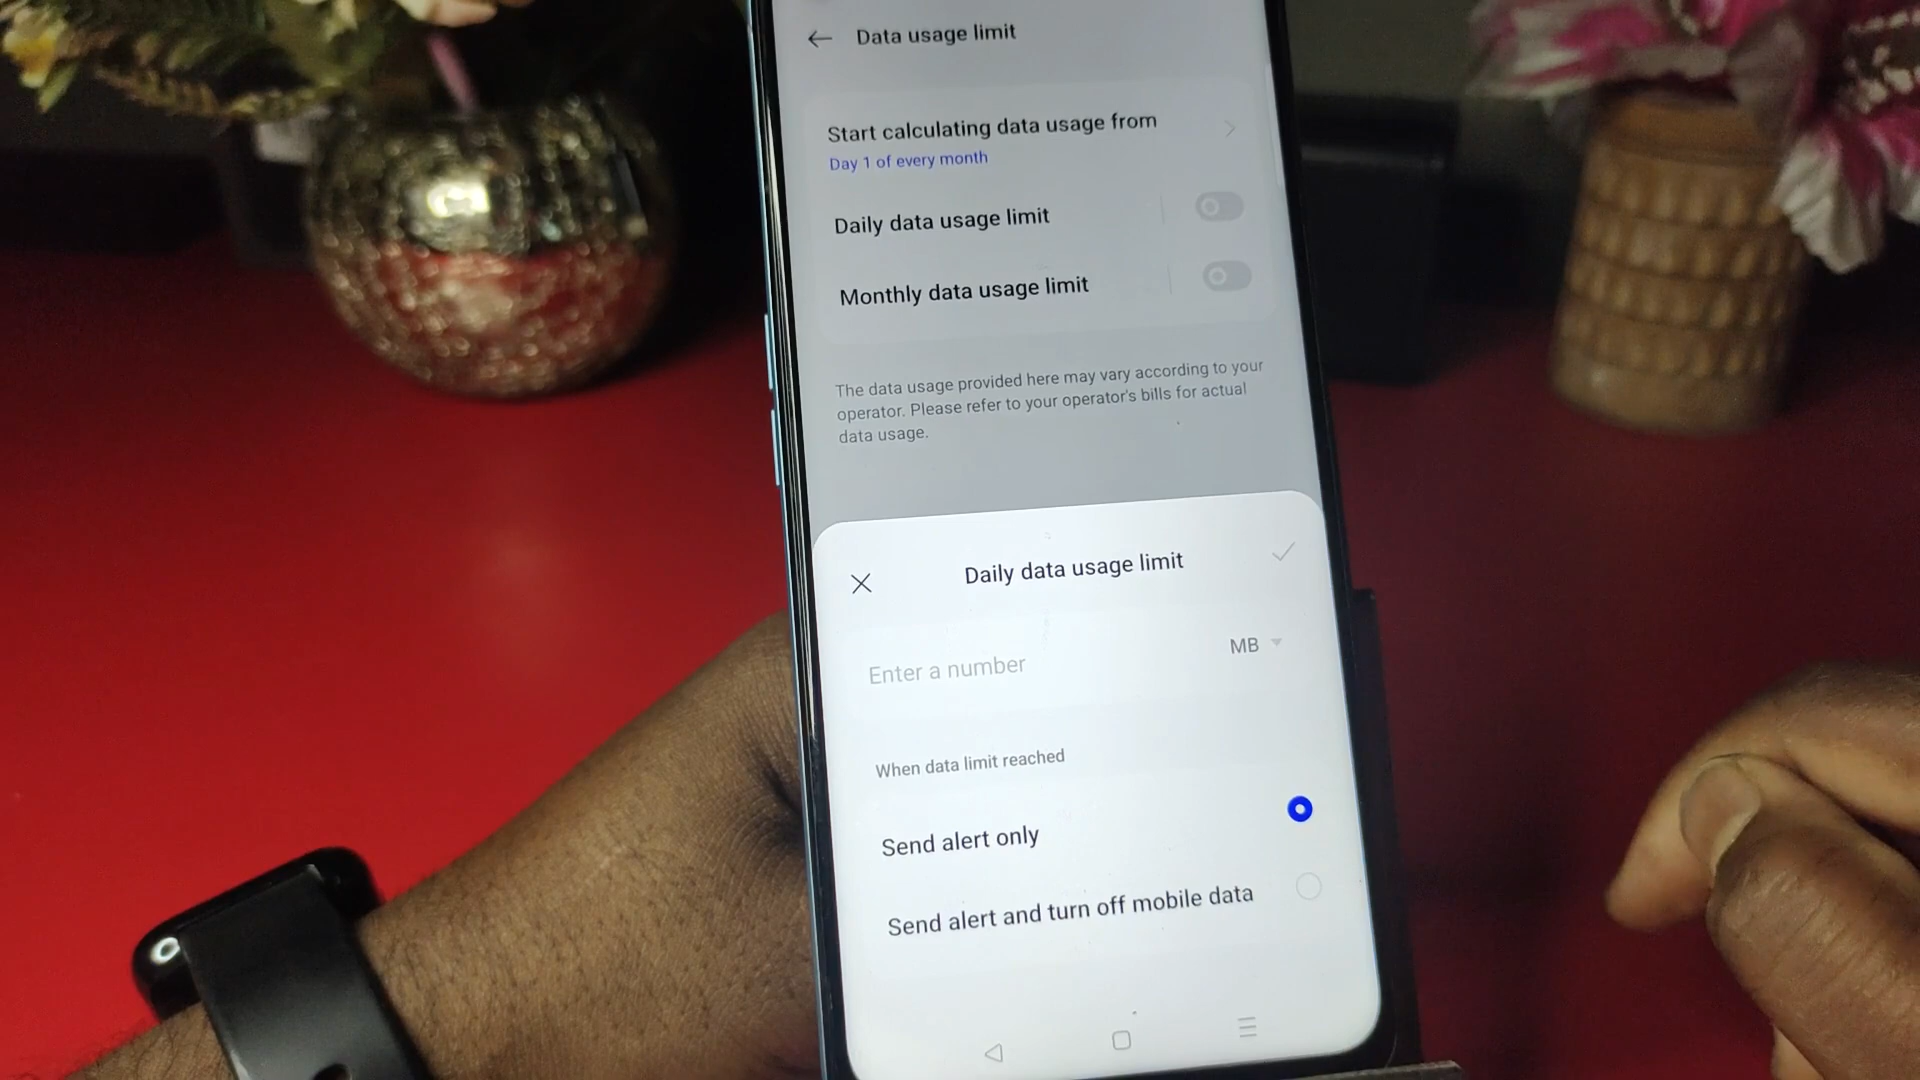 Data usage limit
Start calculating data usage from
Day 1 of every month
Daily data usage limit
Monthly data usage limit
The data usage provided here may vary according to your
operator. Please refer to your operator's bills for actual
data usage.
Daily data usage limit
Enter a number
MB
When data limit reached
Send alert only
Send alert and turn off mobile data